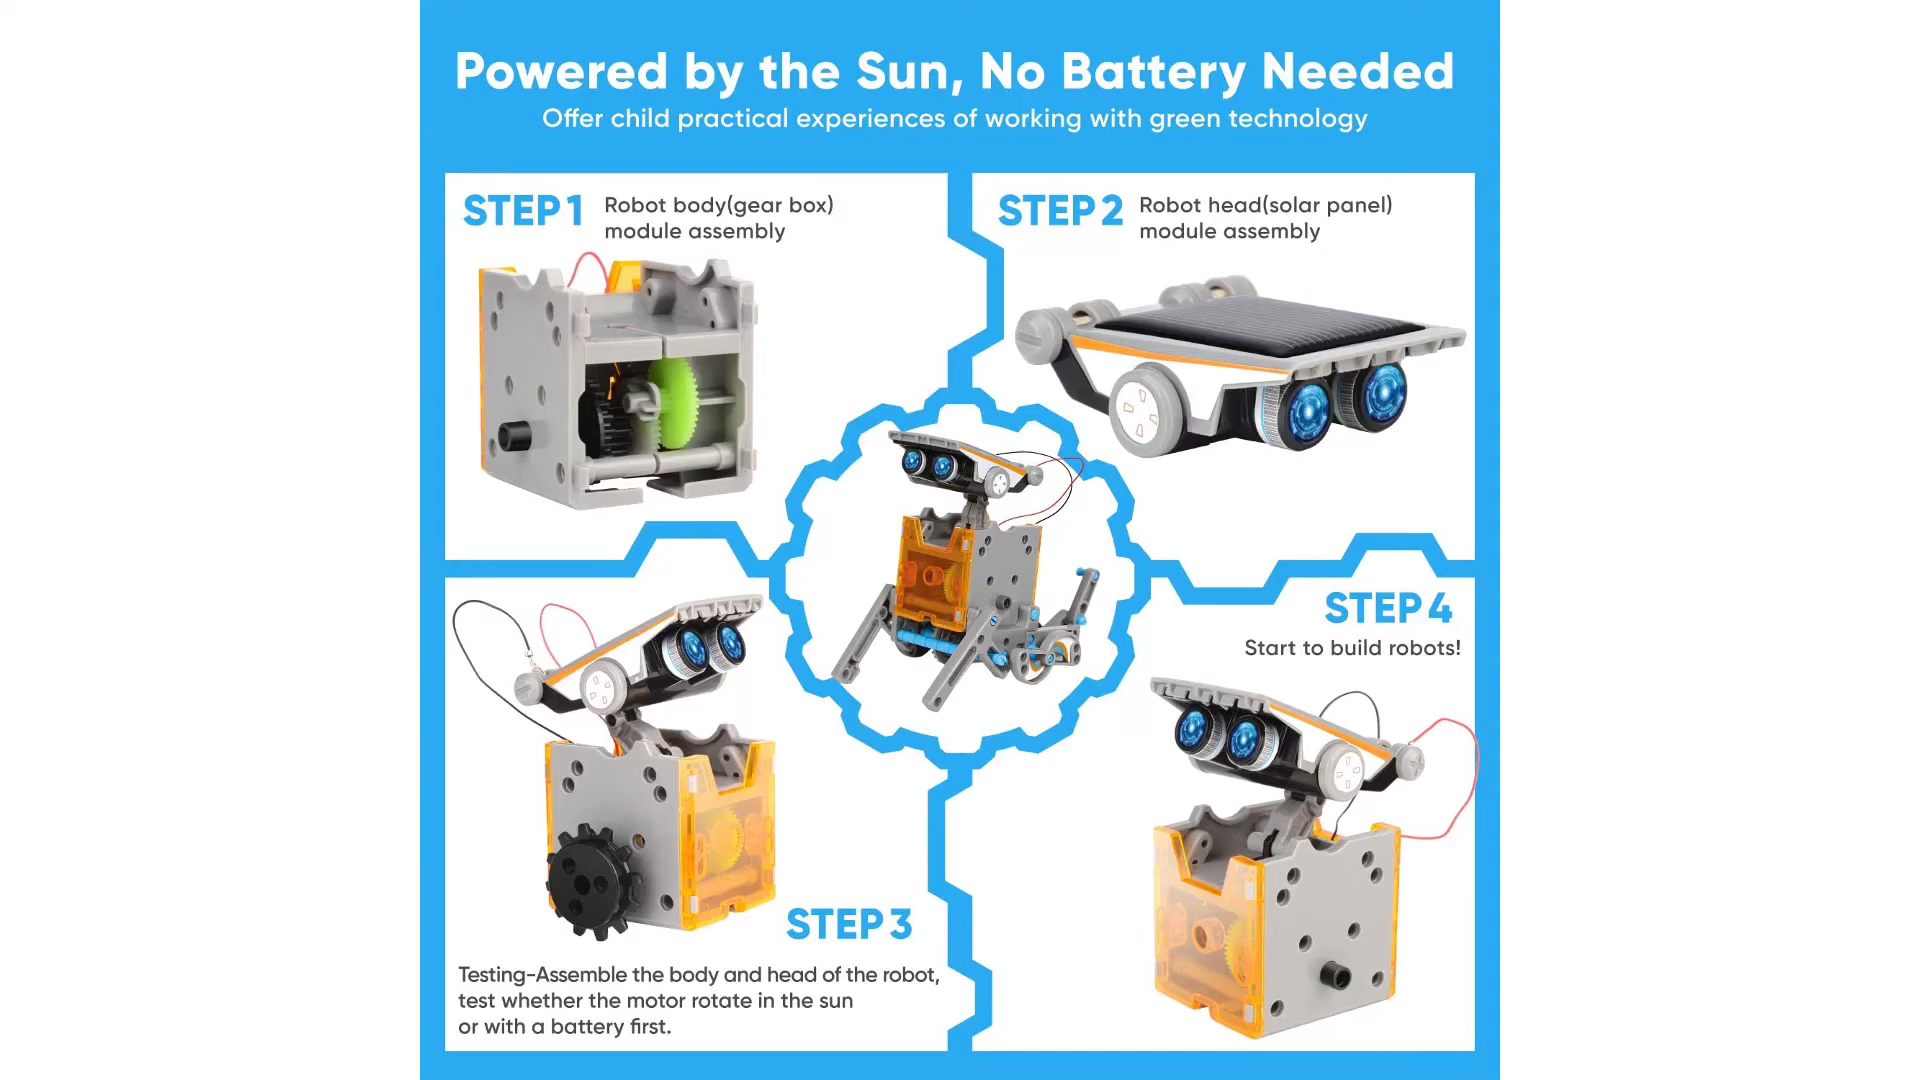 Powered by the Sun, No Battery Needed
Offer child practical experiences of working with green technology
STEP 1
Robot body(gear box)
module assembly
STEP 2
Robot head(solar panel)
module assembly
STEP 3
Testing-Assemble the body and head of the robot,
test whether the motor rotate in the sun
or with a battery first.
STEP 4
Start to build robots!